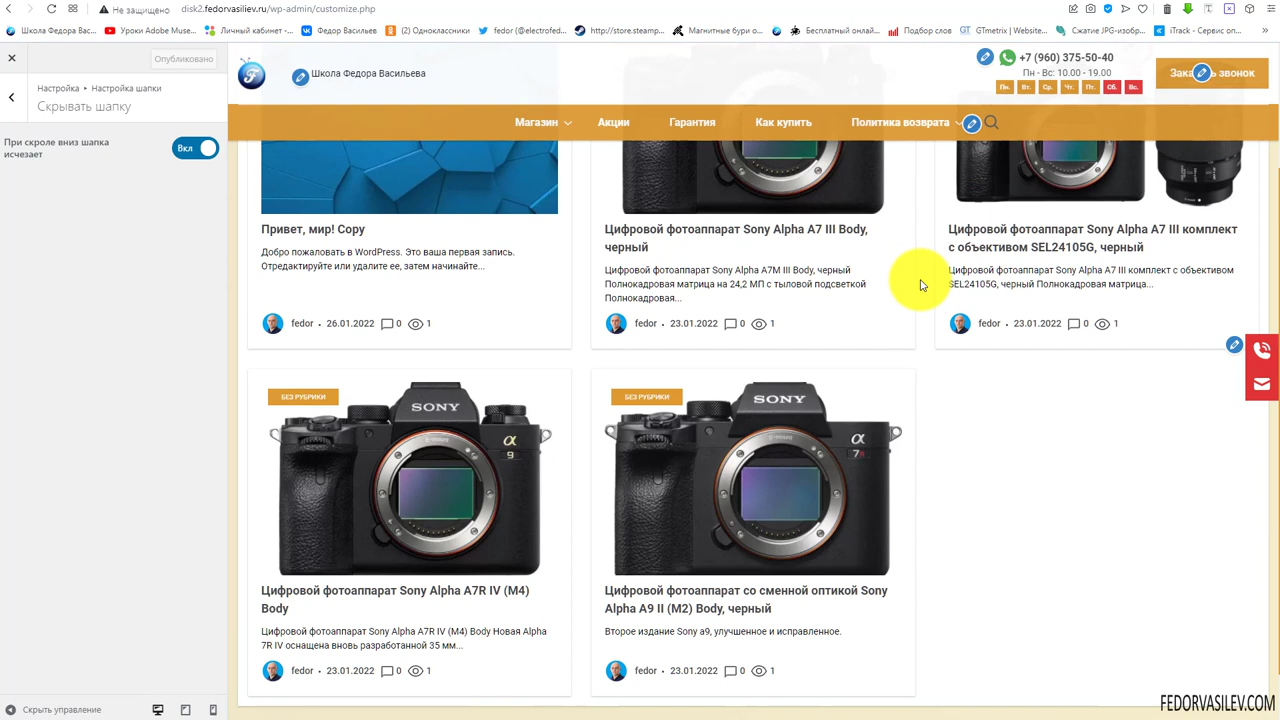 Не защищено disk2.fedorvasiliev.ru/wp-admin/customize.php
Школа Федора Вас... Уроки Adobe Muse... Личный кабинет -... Федор Васильев (2) Одноклассники fedor (@electrofed... http://store.steamp... Магнитные бури о... Бесплатный онлай... Подбор слов GTmetrix | Website... Сжатие JPG-изобр... iTrack - Сервис оп...
Опубликовано
Настройка ▸ Настройка шапки
Скрывать шапку
При скроле вниз шапка
исчезает
Вкл
Школа Федора Васильева
+7 (960) 375-50-40
Пн - Вс: 10.00 - 19.00
Пн. Вт. Ср. Чт. Пт. Сб. Вс.
Магазин Акции Гарантия Как купить Политика возврата
Привет, мир! Copy
Добро пожаловать в WordPress. Это ваша первая запись.
Отредактируйте или удалите ее, затем начинайте...
fedor • 26.01.2022 0 1
Цифровой фотоаппарат Sony Alpha A7 III Body,
черный
Цифровой фотоаппарат Sony Alpha A7M III Body, черный
Полнокадровая матрица на 24,2 МП с тыловой подсветкой
Полнокадровая...
fedor • 23.01.2022 0 1
Цифровой фотоаппарат Sony Alpha A7 III комплект
с объективом SEL24105G, черный
Цифровой фотоаппарат Sony Alpha A7 III комплект с объективом
SEL24105G, черный Полнокадровая матрица...
fedor • 23.01.2022 0 1
БЕЗ РУБРИКИ
SONY
α
9
Цифровой фотоаппарат Sony Alpha A7R IV (M4)
Body
Цифровой фотоаппарат Sony Alpha A7R IV (M4) Body Новая Alpha
7R IV оснащена вновь разработанной 35 мм...
fedor • 23.01.2022 0 1
БЕЗ РУБРИКИ
SONY
α
7R
Цифровой фотоаппарат со сменной оптикой Sony
Alpha A9 II (M2) Body, черный
Второе издание Sony a9, улучшенное и исправленное.
fedor • 23.01.2022 0 1
Скрыть управление
FEDORVASILEV.COM